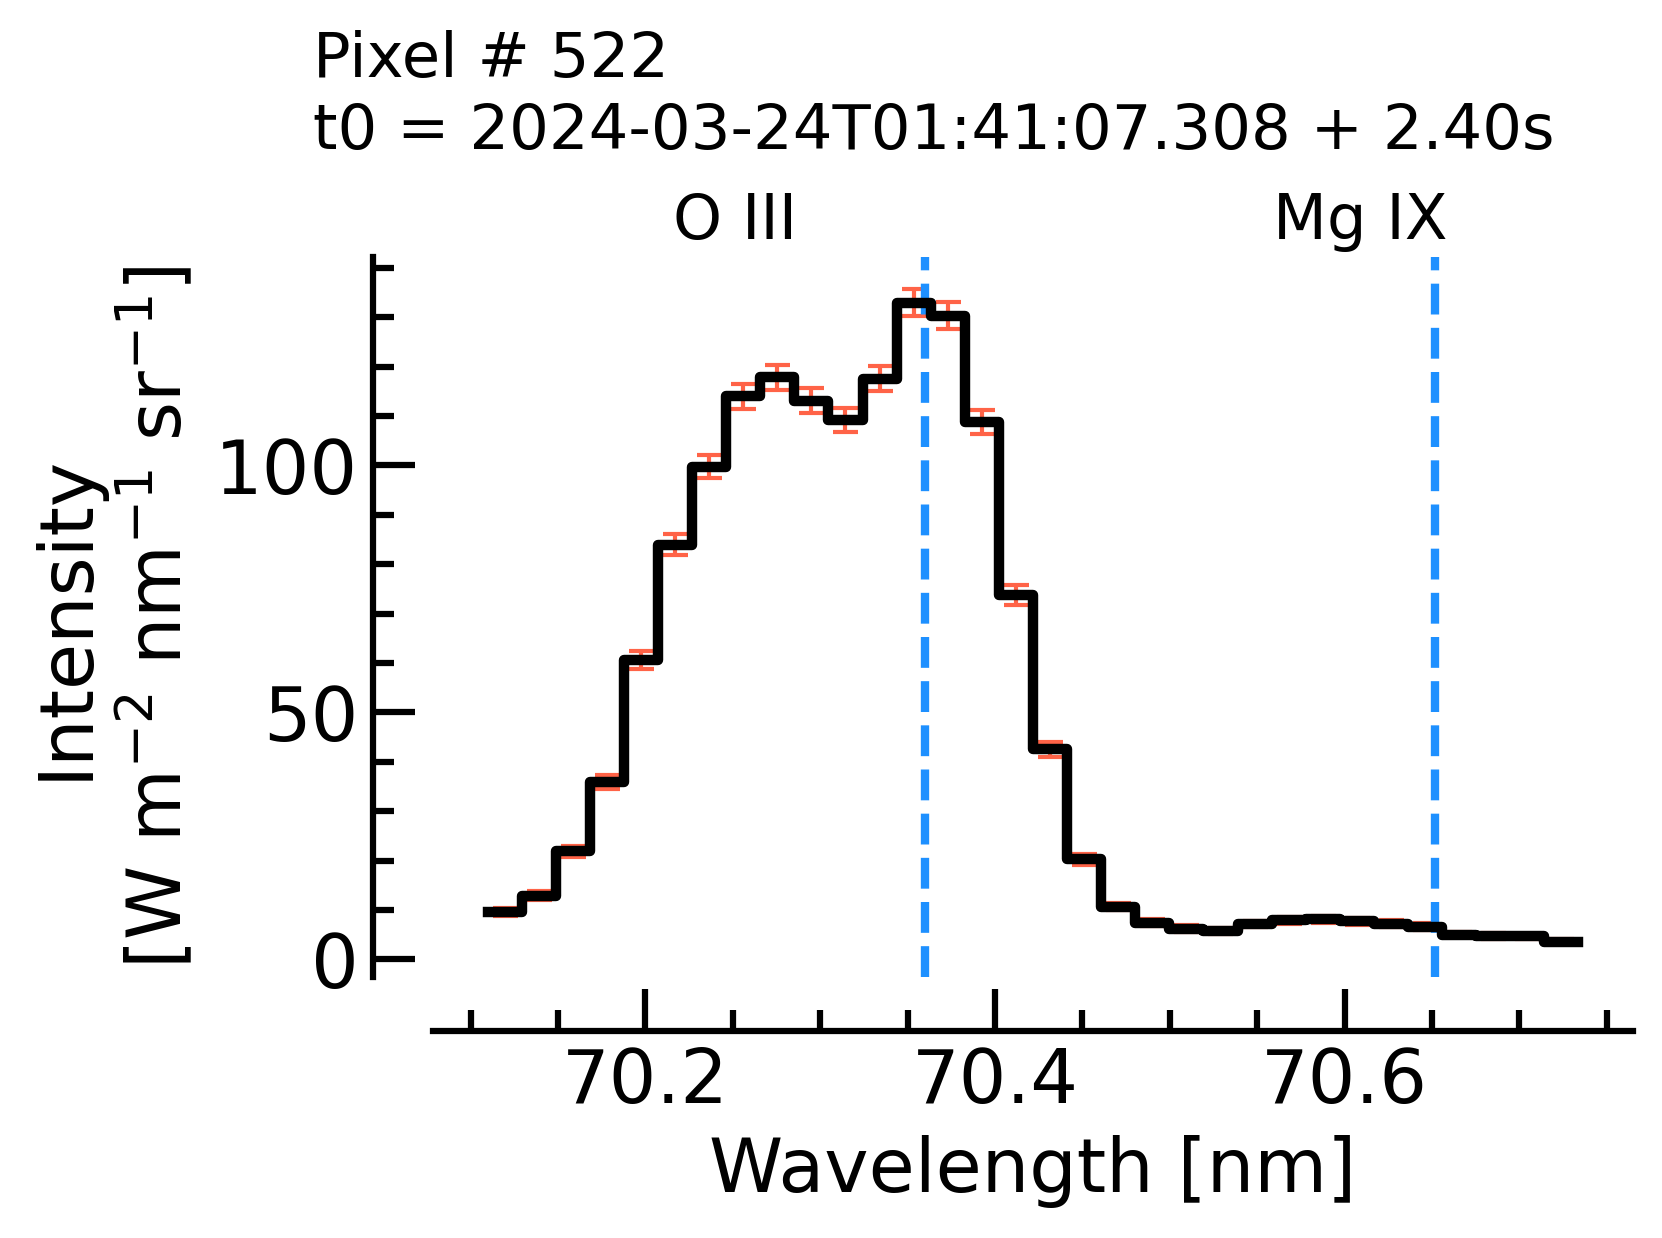 Pixel # 522
t0 = 2024-03-24T01:41:07.308 + 2.40s
O III
Mg IX
Intensity
[W m⁻² nm⁻¹ sr⁻¹]
100
50
0
70.2
70.4
70.6
Wavelength [nm]